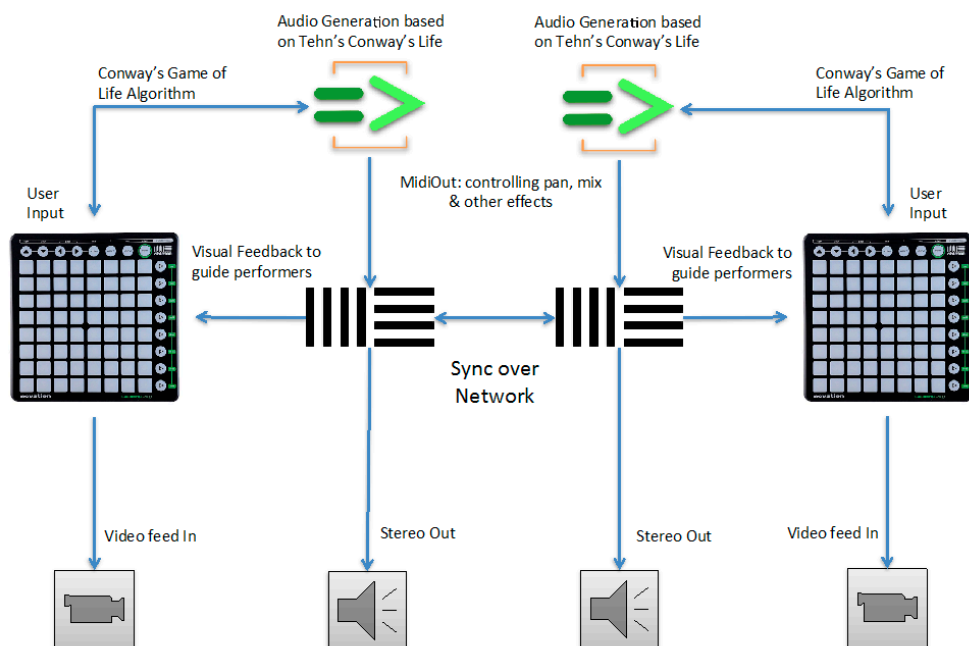 Audio Generation based
on Tehn's Conway's Life
Audio Generation based
on Tehn's Conway's Life
Conway's Game of
Life Algorithm
Conway's Game of
Life Algorithm
MidiOut: controlling pan, mix
& other effects
User
Input
User
Input
Visual Feedback to
guide performers
Visual Feedback to
guide performers
Sync over
Network
novation
novation
Video feed In
Stereo Out
Stereo Out
Video feed In